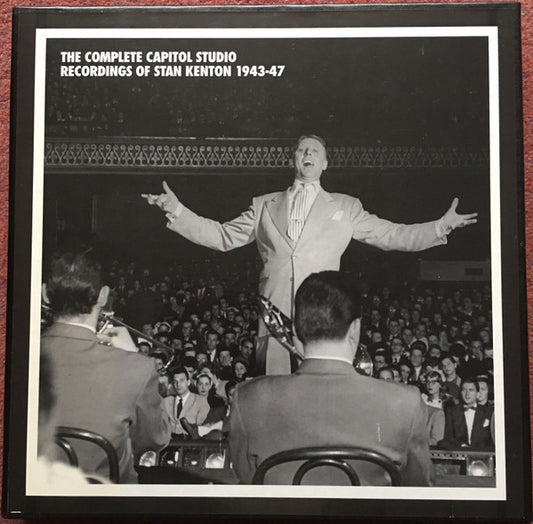 THE COMPLETE CAPITOL STUDIO
RECORDINGS OF STAN KENTON 1943-47